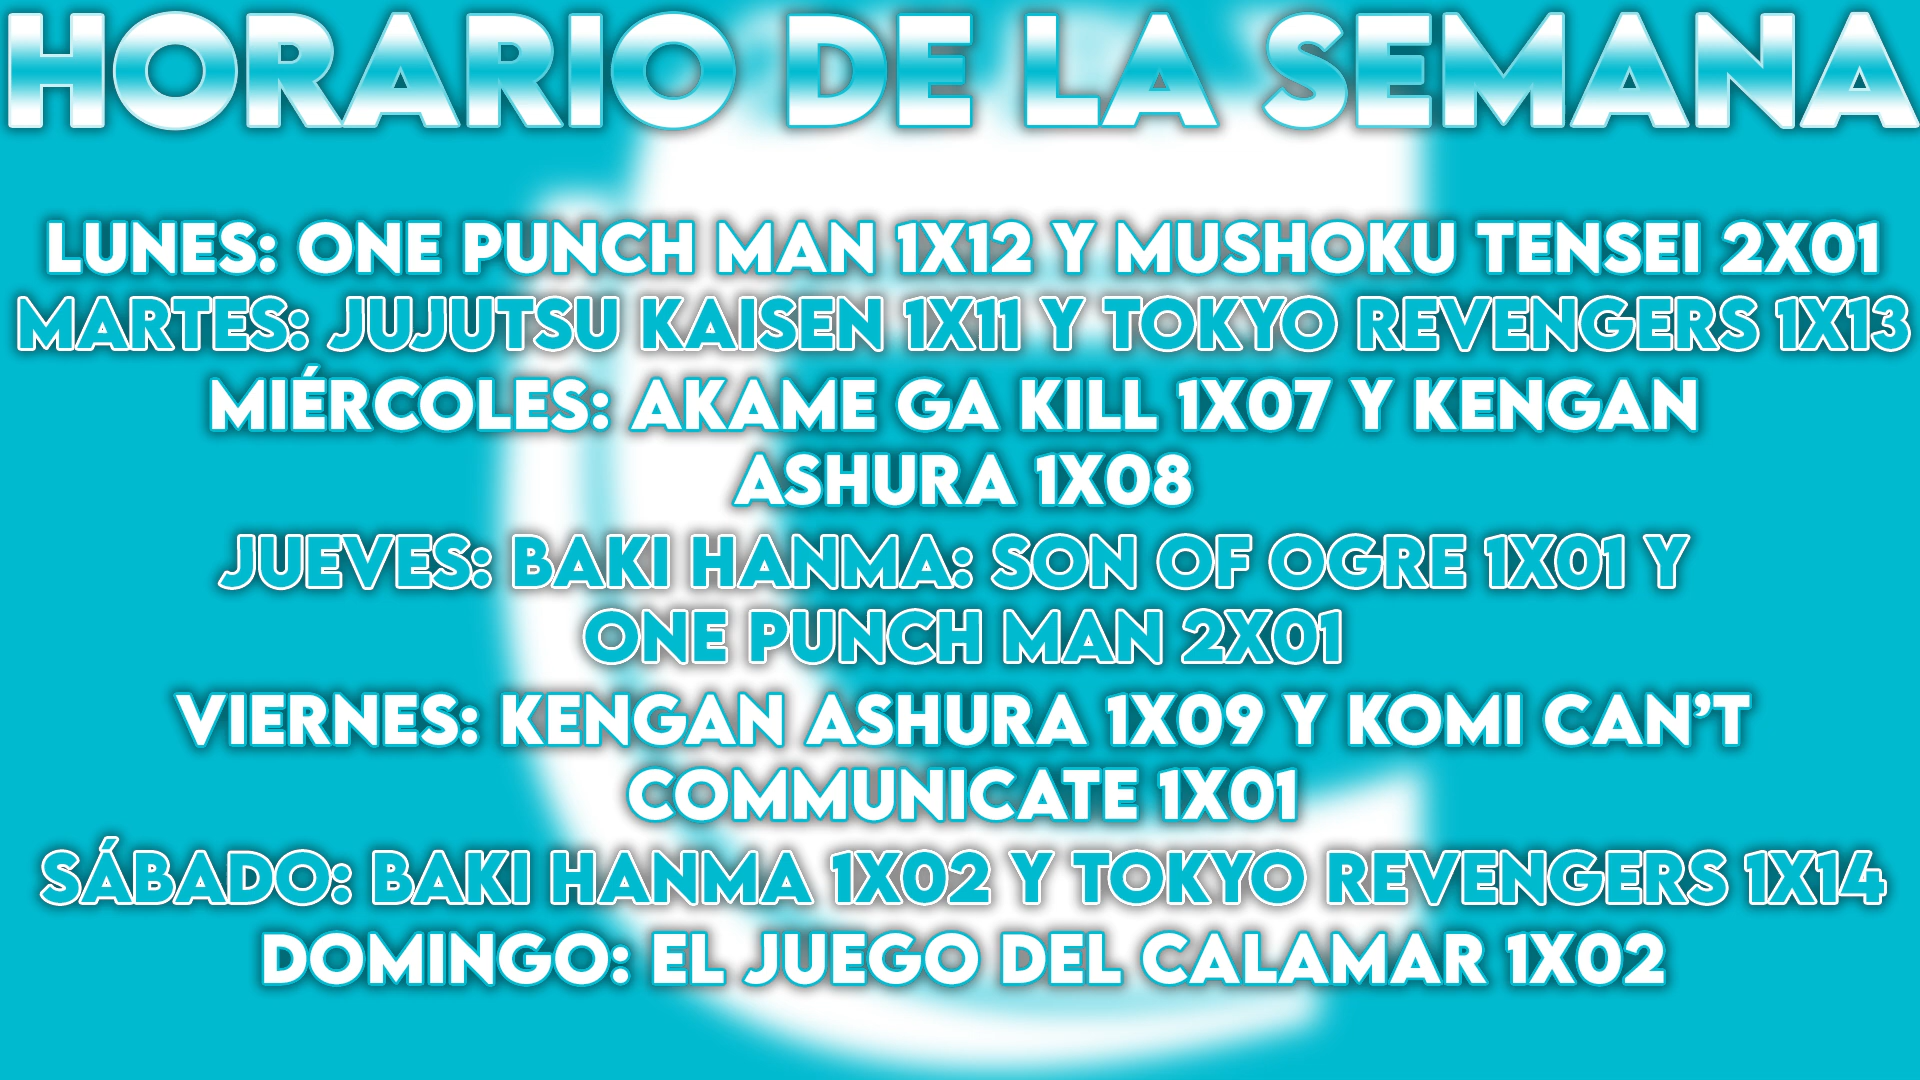 HORARIO DE LA SEMANA
LUNES: ONE PUNCH MAN 1X12 Y MUSHOKU TENSEI 2X01
MARTES: JUJUTSU KAISEN 1X11 Y TOKYO REVENGERS 1X13
MIÉRCOLES: AKAME GA KILL 1X07 Y KENGAN
ASHURA 1X08
JUEVES: BAKI HANMA: SON OF OGRE 1X01 Y
ONE PUNCH MAN 2X01
VIERNES: KENGAN ASHURA 1X09 Y KOMI CAN'T
COMMUNICATE 1X01
SÁBADO: BAKI HANMA 1X02 Y TOKYO REVENGERS 1X14
DOMINGO: EL JUEGO DEL CALAMAR 1X02